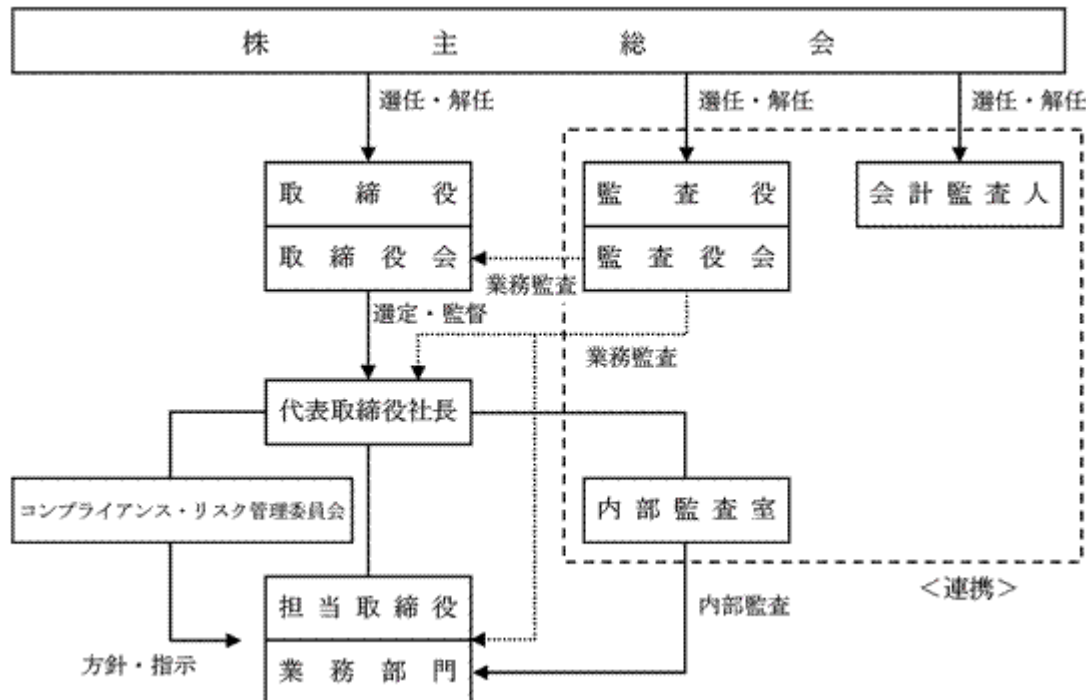 株主総会
選任・解任
選任・解任
選任・解任
取締役
監査役
会計監査人
取締役会
監査役会
業務監査
選定・監督
業務監査
代表取締役社長
コンプライアンス・リスク管理委員会
内部監査室
<連携>
担当取締役
内部監査
方針・指示
業務部門